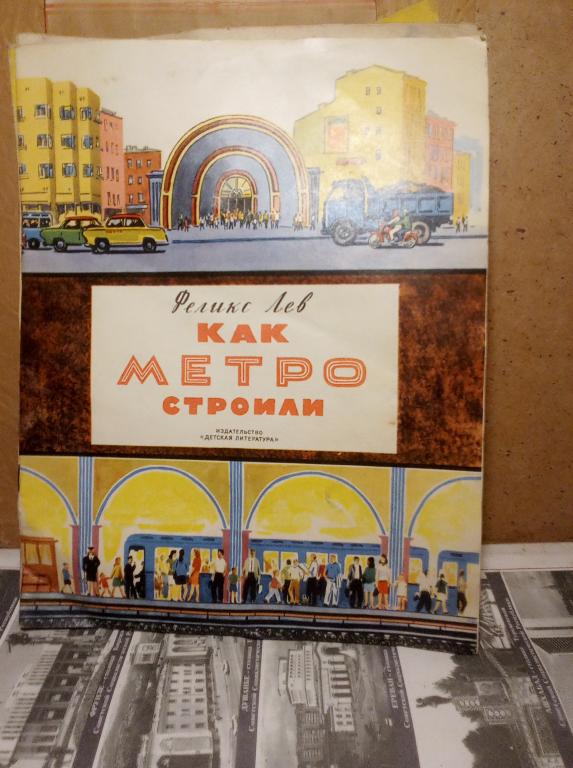 Феликс Лев
КАК
МЕТРО
СТРОИЛИ
ИЗДАТЕЛЬСТВО
«ДЕТСКАЯ ЛИТЕРАТУРА»